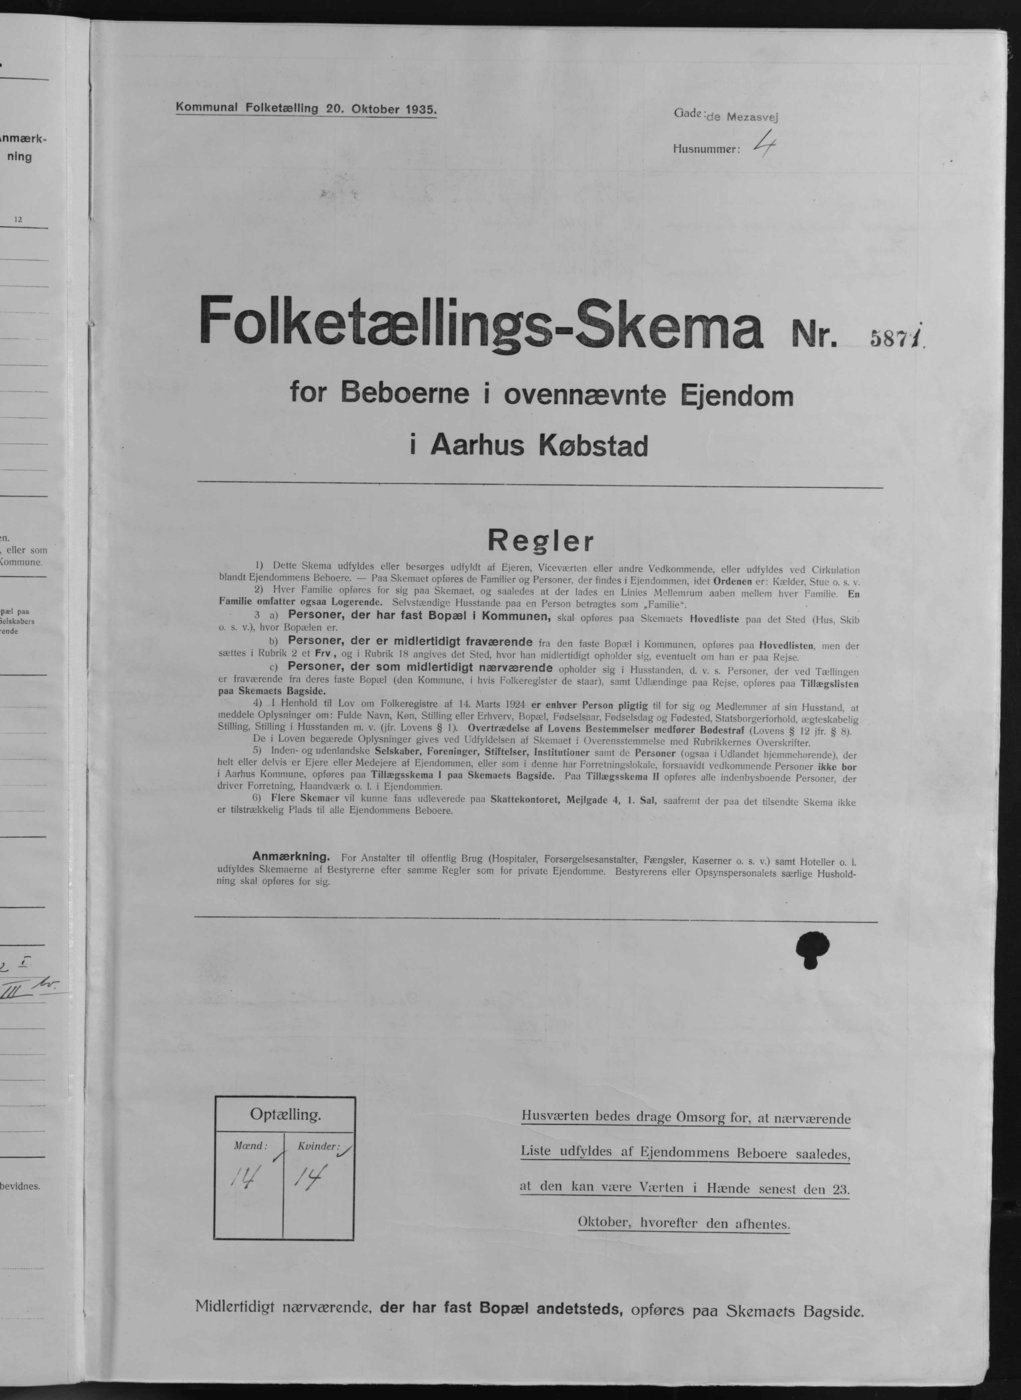 nmærk-
ning
12
en.
, eller som
Kommune.
pæl paa
Selskabers
rende
2 I
III
bevidnes.
Kommunal Folketælling 20. Oktober 1935.
Gade: de Mezasvej
Husnummer: 4
Folketællings-Skema Nr. 5871.
for Beboerne i ovennævnte Ejendom
i Aarhus Købstad
Regler
1) Dette Skema udfyldes eller besørges udfyldt af Ejeren, Viceværten eller andre Vedkommende, eller udfyldes ved Cirkulation
blandt Ejendommens Beboere. — Paa Skemaet opføres de Familier og Personer, der findes i Ejendommen, idet Ordenen er: Kælder, Stue o. s. v.
2) Hver Familie opføres for sig paa Skemaet, og saaledes at der lades en Linies Mellemrum aaben mellem hver Familie. En
Familie omfatter ogsaa Logerende. Selvstændige Husstande paa en Person betragtes som „Familie“.
3 a) Personer, der har fast Bopæl i Kommunen, skal opføres paa Skemaets Hovedliste paa det Sted (Hus, Skib
o. s. v.), hvor Bopælen er.
b) Personer, der er midlertidigt fraværende fra den faste Bopæl i Kommunen, opføres paa Hovedlisten, men der
sættes i Rubrik 2 et Frv., og i Rubrik 18 angives det Sted, hvor han midlertidigt opholder sig, eventuelt om han er paa Rejse.
c) Personer, der som midlertidigt nærværende opholder sig i Husstanden, d. v. s. Personer, der ved Tællingen
er fraværende fra deres faste Bopæl (den Kommune, i hvis Folkeregister de staar), samt Udlændinge paa Rejse, opføres paa Tillægslisten
paa Skemaets Bagside.
4) I Henhold til Lov om Folkeregistre af 14. Marts 1924 er enhver Person pligtig til for sig og Medlemmer af sin Husstand, at
meddele Oplysninger om: Fulde Navn, Køn, Stilling eller Erhverv, Bopæl, Fødselsaar, Fødselsdag og Fødested, Statsborgerforhold, ægteskabelig
Stilling, Stilling i Husstanden m. v. (jfr. Lovens § 1). Overtrædelse af Lovens Bestemmelser medfører Bødestraf (Lovens § 12 jfr. § 8).
De i Loven begærede Oplysninger gives ved Udfyldelsen af Skemaet i Overensstemmelse med Rubrikkernes Overskrifter.
5) Inden- og udenlandske Selskaber, Foreninger, Stiftelser, Institutioner samt de Personer (ogsaa i Udlandet hjemmehørende), der
helt eller delvis er Ejere eller Medejere af Ejendommen, eller som i denne har Forretningslokale, forsaavidt vedkommende Personer ikke bor
i Aarhus Kommune, opføres paa Tillægsskema I paa Skemaets Bagside. Paa Tillægsskema II opføres alle indenbysboende Personer, der
driver Forretning, Haandværk o. l. i Ejendommen.
6) Flere Skemaer vil kunne faas udleverede paa Skattekontoret, Mejlgade 4, 1. Sal, saafremt der paa det tilsendte Skema ikke
er tilstrækkelig Plads til alle Ejendommens Beboere.
Anmærkning. For Anstalter til offentlig Brug (Hospitaler, Forsørgelsesanstalter, Fængsler, Kaserner o. s. v.) samt Hoteller o. l.
udfyldes Skemaerne af Bestyrerne efter samme Regler som for private Ejendomme. Bestyrerens eller Opsynspersonalets særlige Hushold-
ning skal opføres for sig.
Optælling.
Mænd: Kvinder:
14 14
Husværten bedes drage Omsorg for, at nærværende
Liste udfyldes af Ejendommens Beboere saaledes,
at den kan være Værten i Hænde senest den 23.
Oktober, hvorefter den afhentes.
Midlertidigt nærværende, der har fast Bopæl andetsteds, opføres paa Skemaets Bagside.